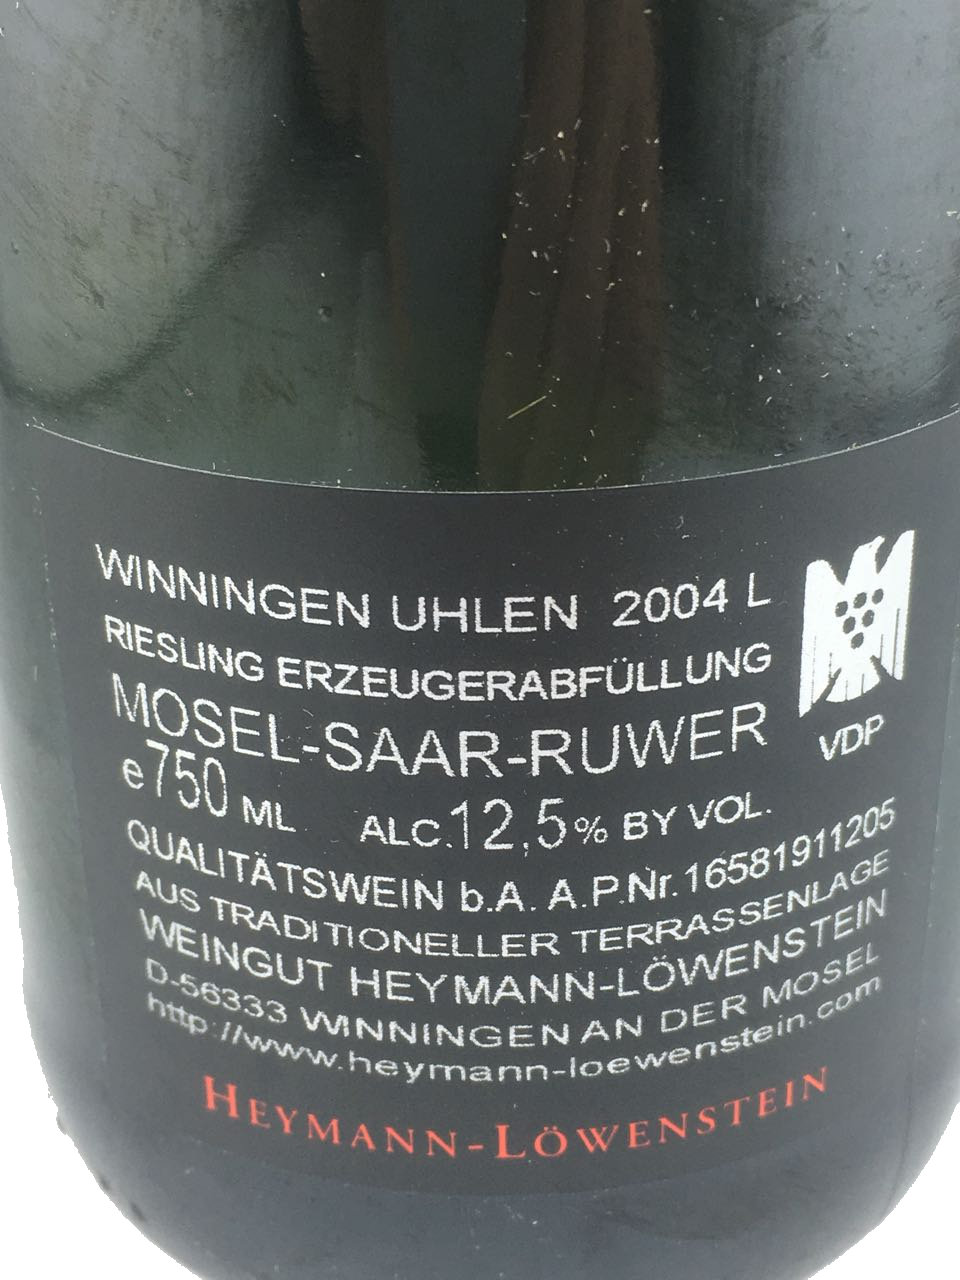 WINNINGEN UHLEN 2004 L
RIESLING ERZEUGERABFÜLLUNG
MOSEL-SAAR-RUWER
VDP
e750 ML ALC.12,5% BY VOL.
QUALITÄTSWEIN b.A. A.P.Nr.16581911205
AUS TRADITIONELLER TERRASSENLAGE
WEINGUT HEYMANN-LÖWENSTEIN
D-56333 WINNINGEN AN DER MOSEL
http://www.heymann-loewenstein.com
HEYMANN-LÖWENSTEIN